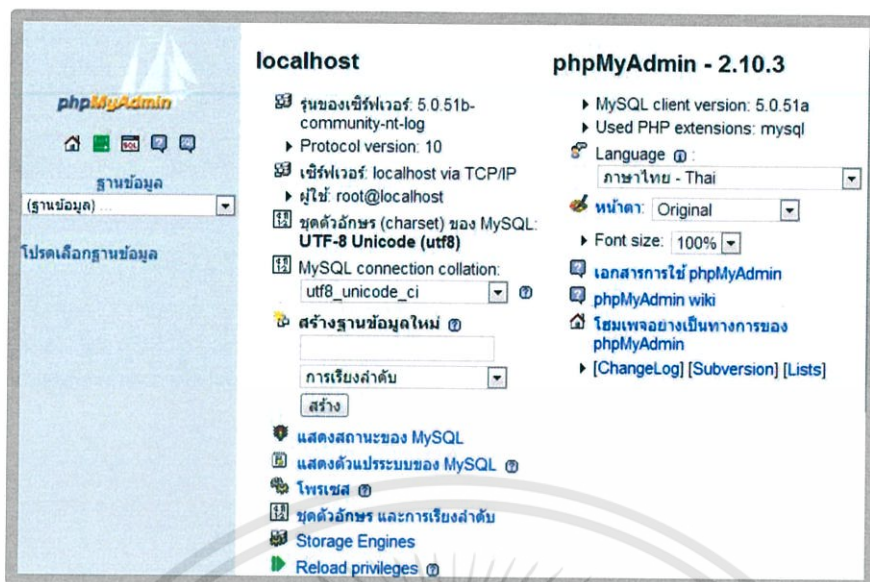 phpMyAdmin
SQL
ฐานข้อมูล
(ฐานข้อมูล) ...
โปรดเลือกฐานข้อมูล
localhost
รุ่นของเซิร์ฟเวอร์: 5.0.51b-
community-nt-log
Protocol version: 10
เซิร์ฟเวอร์: localhost via TCP/IP
ผู้ใช้: root@localhost
ชุดตัวอักษร (charset) ของ MySQL:
UTF-8 Unicode (utf8)
MySQL connection collation:
utf8_unicode_ci
สร้างฐานข้อมูลใหม่
การเรียงลำดับ
สร้าง
แสดงสถานะของ MySQL
แสดงตัวแปรระบบของ MySQL
โพรเซส
ชุดตัวอักษร และการเรียงลำดับ
Storage Engines
Reload privileges
phpMyAdmin - 2.10.3
MySQL client version: 5.0.51a
Used PHP extensions: mysql
Language :
ภาษาไทย - Thai
หน้าตา: Original
Font size: 100%
เอกสารการใช้ phpMyAdmin
phpMyAdmin wiki
โฮมเพจอย่างเป็นทางการของ
phpMyAdmin
[ChangeLog] [Subversion] [Lists]